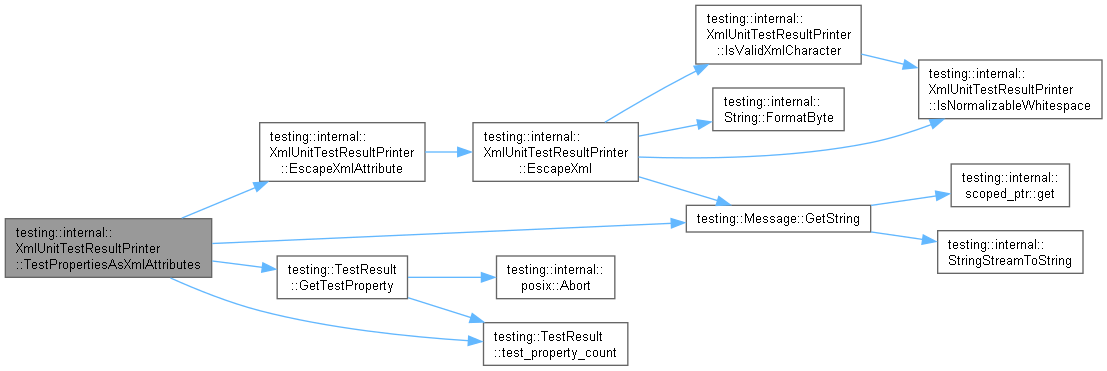 testing::internal::
XmlUnitTestResultPrinter
::TestPropertiesAsXmlAttributes
testing::internal::
XmlUnitTestResultPrinter
::EscapeXmlAttribute
testing::internal::
XmlUnitTestResultPrinter
::EscapeXml
testing::internal::
XmlUnitTestResultPrinter
::IsValidXmlCharacter
testing::internal::
XmlUnitTestResultPrinter
::IsNormalizableWhitespace
testing::internal::
String::FormatByte
testing::Message::GetString
testing::internal::
scoped_ptr::get
testing::internal::
StringStreamToString
testing::TestResult
::GetTestProperty
testing::internal::
posix::Abort
testing::TestResult
::test_property_count